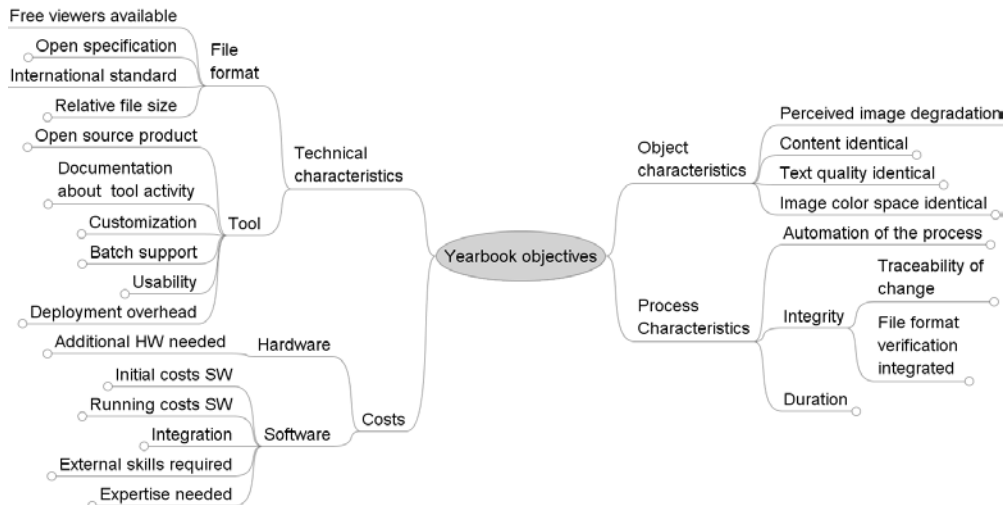 Free viewers available
Open specification
International standard
Relative file size
File
format
Open source product
Documentation
about tool activity
Customization
Batch support
Usability
Deployment overhead
Tool
Technical
characteristics
Additional HW needed
Hardware
Initial costs SW
Running costs SW
Integration
External skills required
Expertise needed
Software
Costs
Yearbook objectives
Object
characteristics
Perceived image degradation
Content identical
Text quality identical
Image color space identical
Process
Characteristics
Automation of the process
Integrity
Traceability of
change
File format
verification
integrated
Duration